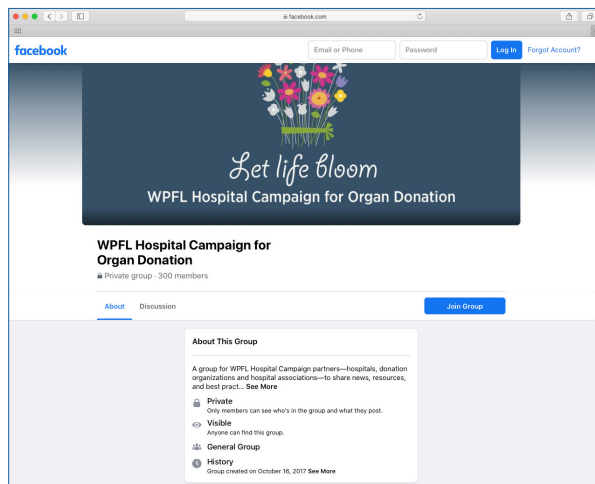 facebook.com
facebook
Email or Phone
Password
Log In
Forgot Account?
Let life bloom
WPFL Hospital Campaign for Organ Donation
WPFL Hospital Campaign for
Organ Donation
Private group · 300 members
About
Discussion
Join Group
About This Group
A group for WPFL Hospital Campaign partners—hospitals, donation
organizations and hospital associations—to share news, resources,
and best pract... See More
Private
Only members can see who's in the group and what they post.
Visible
Anyone can find this group.
General Group
History
Group created on October 16, 2017 See More